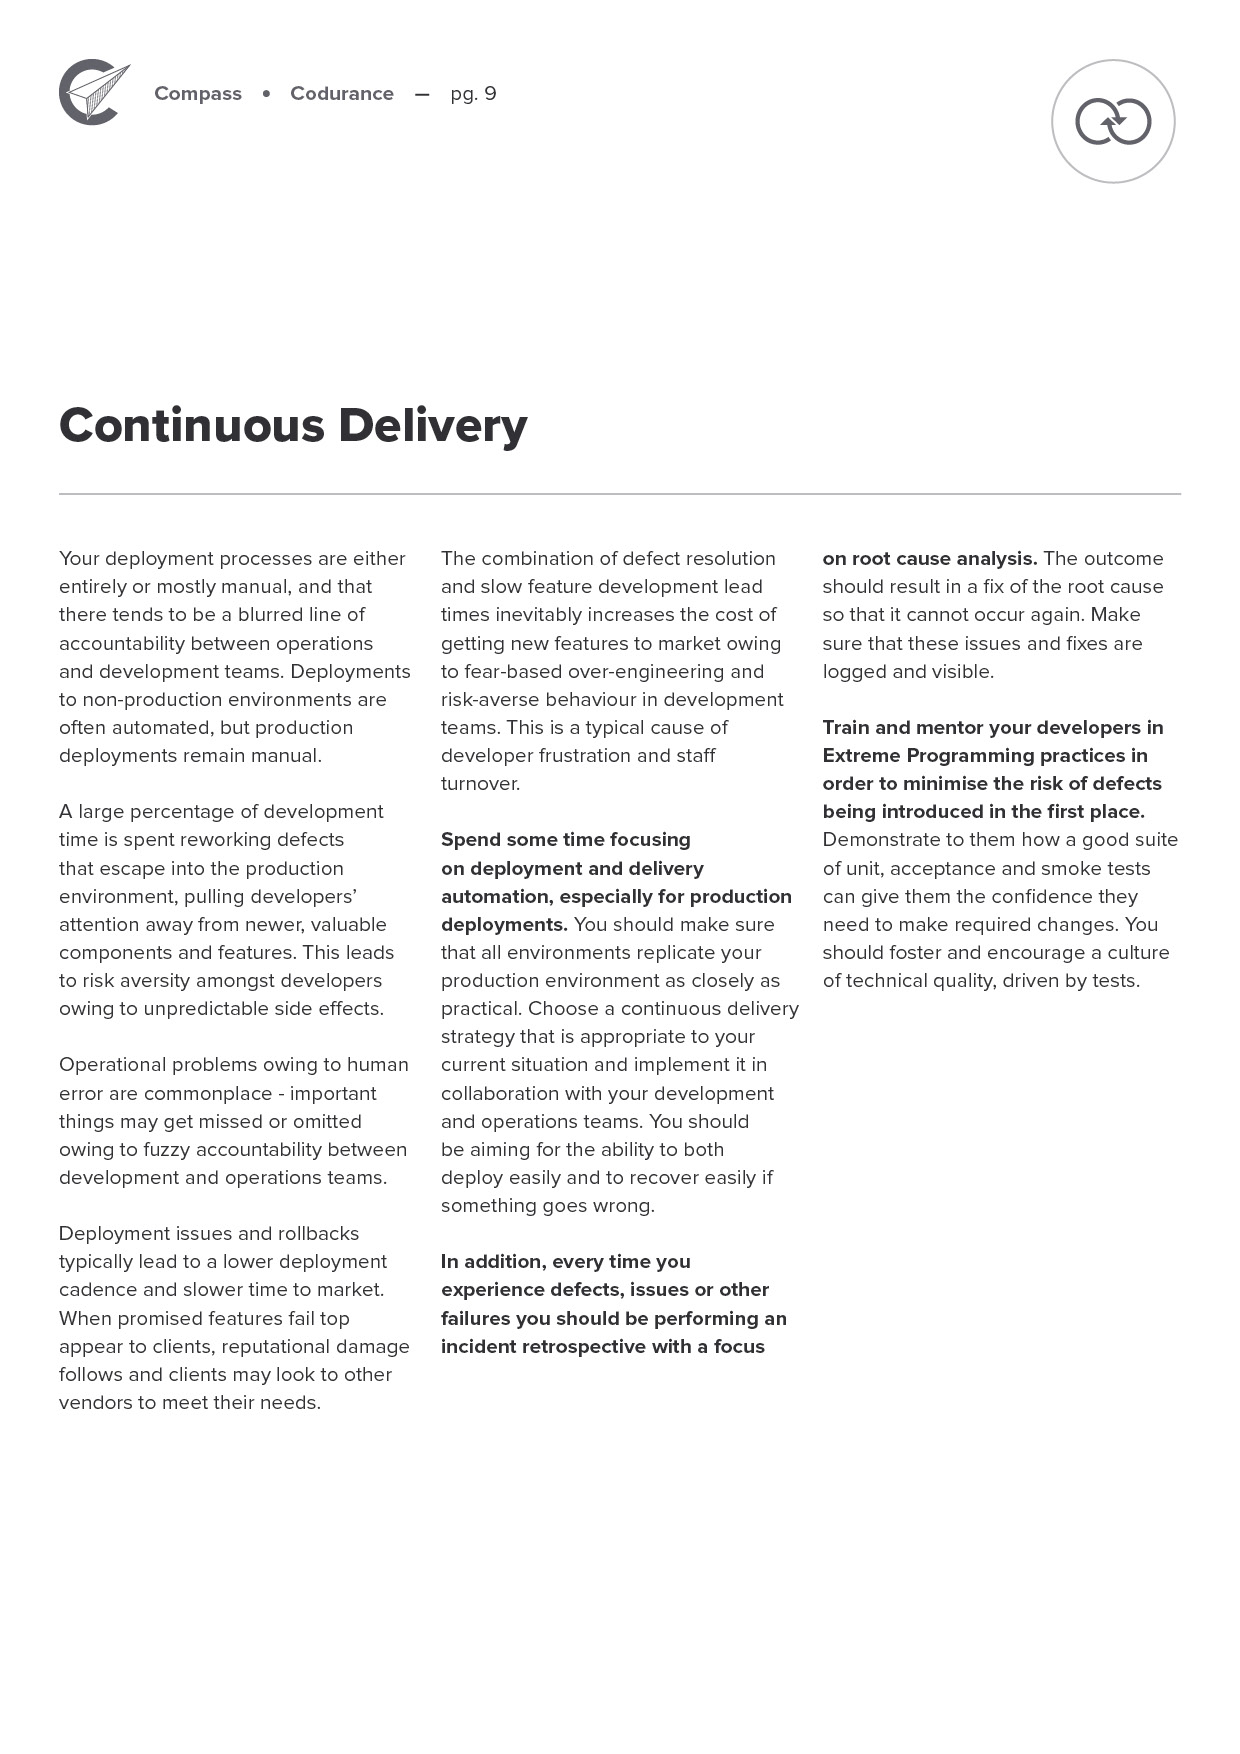 Compass • Codurance — pg. 9
Continuous Delivery
Your deployment processes are either
entirely or mostly manual, and that
there tends to be a blurred line of
accountability between operations
and development teams. Deployments
to non-production environments are
often automated, but production
deployments remain manual.
A large percentage of development
time is spent reworking defects
that escape into the production
environment, pulling developers’
attention away from newer, valuable
components and features. This leads
to risk aversity amongst developers
owing to unpredictable side effects.
Operational problems owing to human
error are commonplace - important
things may get missed or omitted
owing to fuzzy accountability between
development and operations teams.
Deployment issues and rollbacks
typically lead to a lower deployment
cadence and slower time to market.
When promised features fail top
appear to clients, reputational damage
follows and clients may look to other
vendors to meet their needs.
The combination of defect resolution
and slow feature development lead
times inevitably increases the cost of
getting new features to market owing
to fear-based over-engineering and
risk-averse behaviour in development
teams. This is a typical cause of
developer frustration and staff
turnover.
Spend some time focusing
on deployment and delivery
automation, especially for production
deployments. You should make sure
that all environments replicate your
production environment as closely as
practical. Choose a continuous delivery
strategy that is appropriate to your
current situation and implement it in
collaboration with your development
and operations teams. You should
be aiming for the ability to both
deploy easily and to recover easily if
something goes wrong.
In addition, every time you
experience defects, issues or other
failures you should be performing an
incident retrospective with a focus
on root cause analysis. The outcome
should result in a fix of the root cause
so that it cannot occur again. Make
sure that these issues and fixes are
logged and visible.
Train and mentor your developers in
Extreme Programming practices in
order to minimise the risk of defects
being introduced in the first place.
Demonstrate to them how a good suite
of unit, acceptance and smoke tests
can give them the confidence they
need to make required changes. You
should foster and encourage a culture
of technical quality, driven by tests.